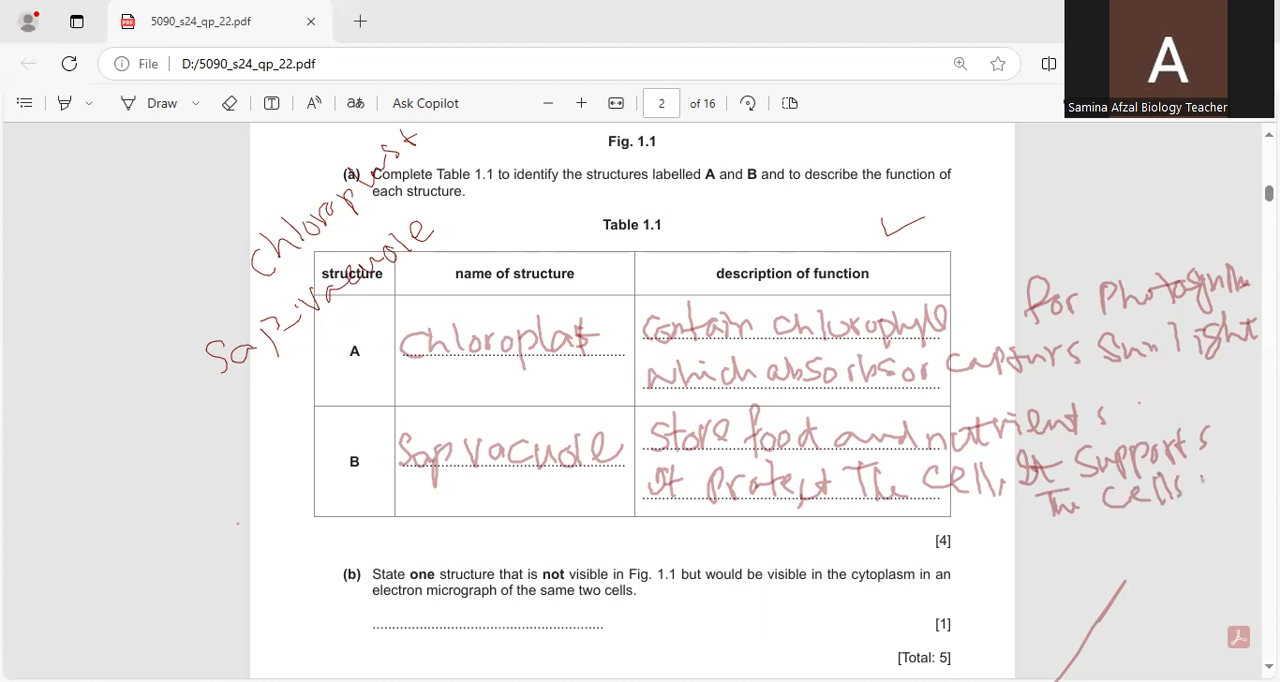 5090_s24_qp_22.pdf
File D:/5090_s24_qp_22.pdf
Draw Ask Copilot 2 of 16
A
Samina Afzal Biology Teacher
Fig. 1.1
(a) Complete Table 1.1 to identify the structures labelled A and B and to describe the function of
each structure.
Table 1.1
chloroplast
Sap-vacuole
structure name of structure description of function
A chloroplast contain chlorophyll for
which absorbs or capturs Sun light
B Sap vacuole Store food and nutrients.
It protect The cells It supports
The cells.
[4]
(b) State one structure that is not visible in Fig. 1.1 but would be visible in the cytoplasm in an
electron micrograph of the same two cells.
[1]
[Total: 5]